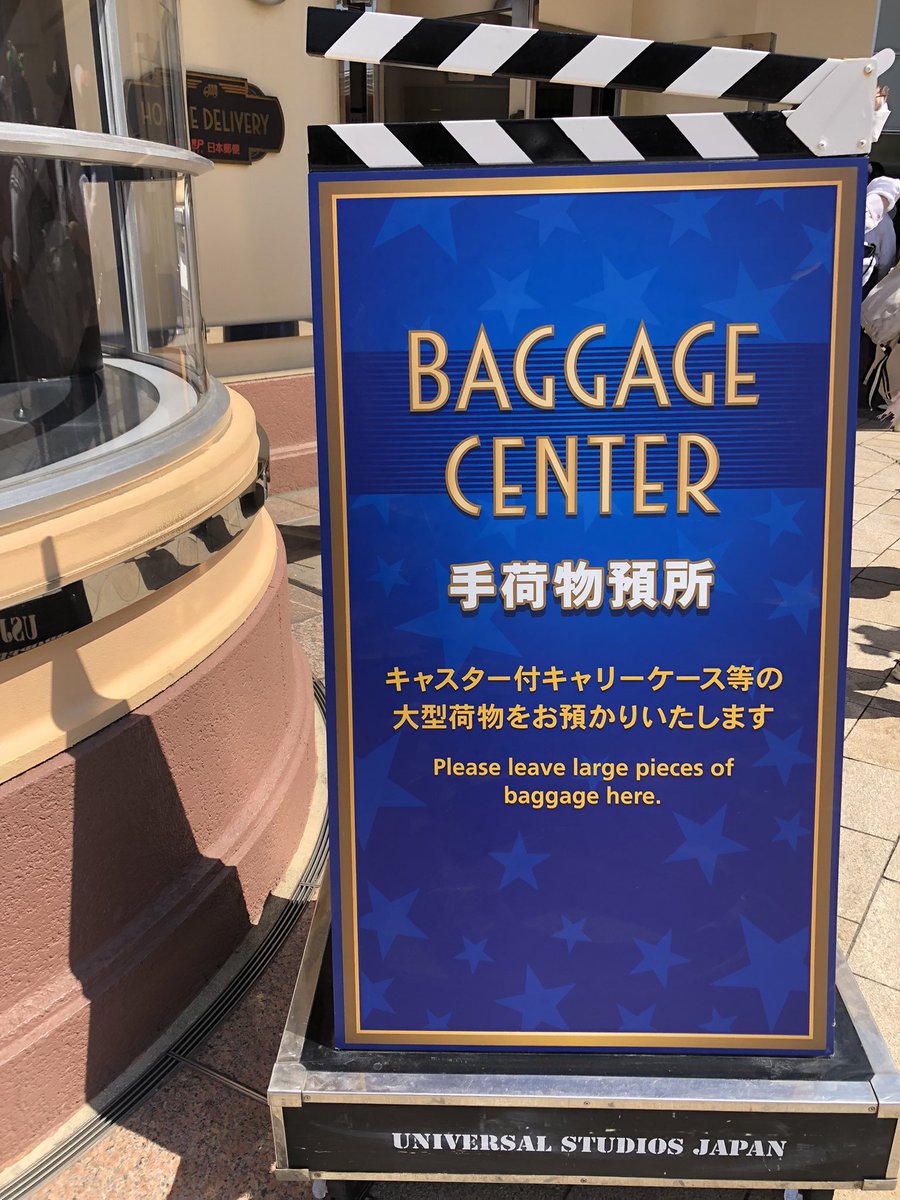 HOME DELIVERY
日本郵便
BAGGAGE
CENTER
手荷物預所
キャスター付キャリーケース等の
大型荷物をお預かりいたします
Please leave large pieces of
baggage here.
UNIVERSAL STUDIOS JAPAN